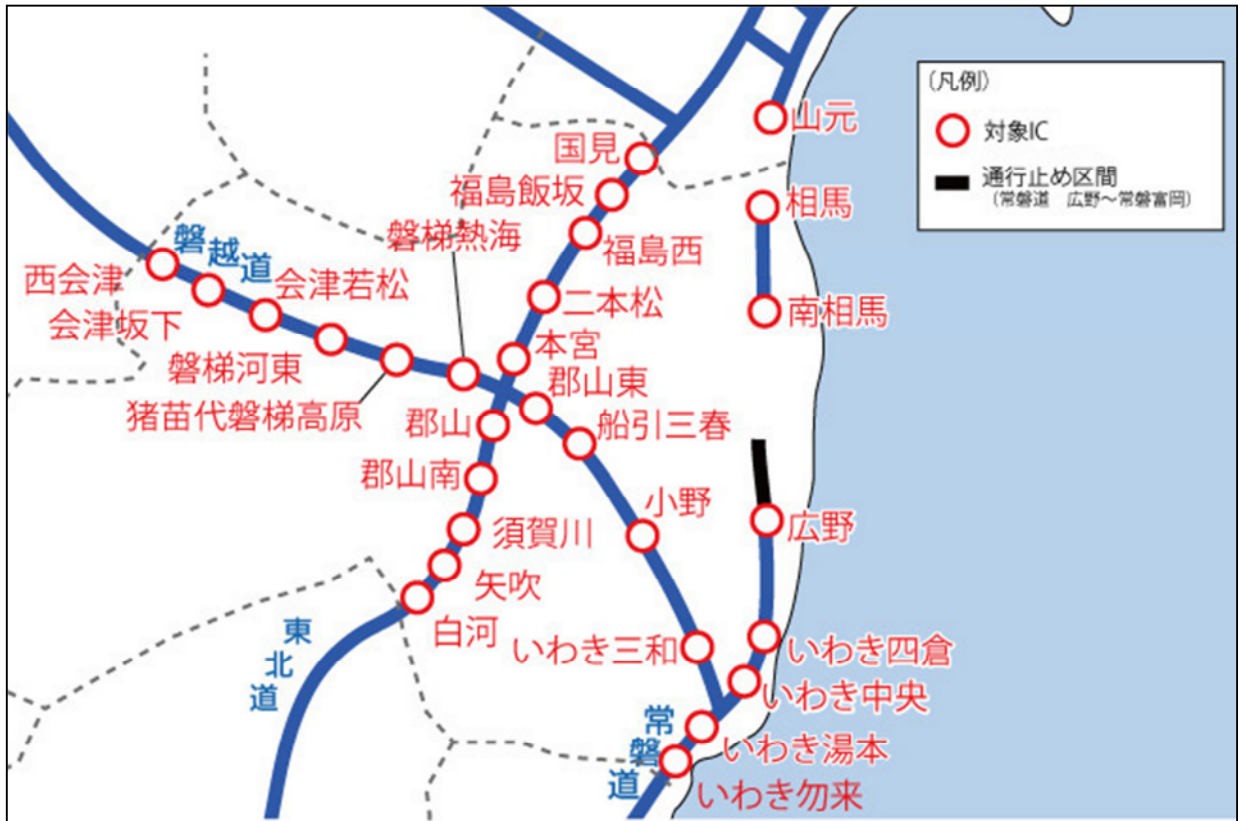 (凡例)
対象IC
通行止め区間
(常磐道 広野～常磐富岡)
山元
国見
福島飯坂
相馬
磐梯熱海
福島西
磐越道
西会津
会津若松
会津坂下
二本松
南相馬
本宮
磐梯河東
郡山東
猪苗代磐梯高原
郡山
船引三春
郡山南
小野
須賀川
広野
矢吹
白河
東北道
いわき三和
いわき四倉
いわき中央
常磐道
いわき湯本
いわき勿来